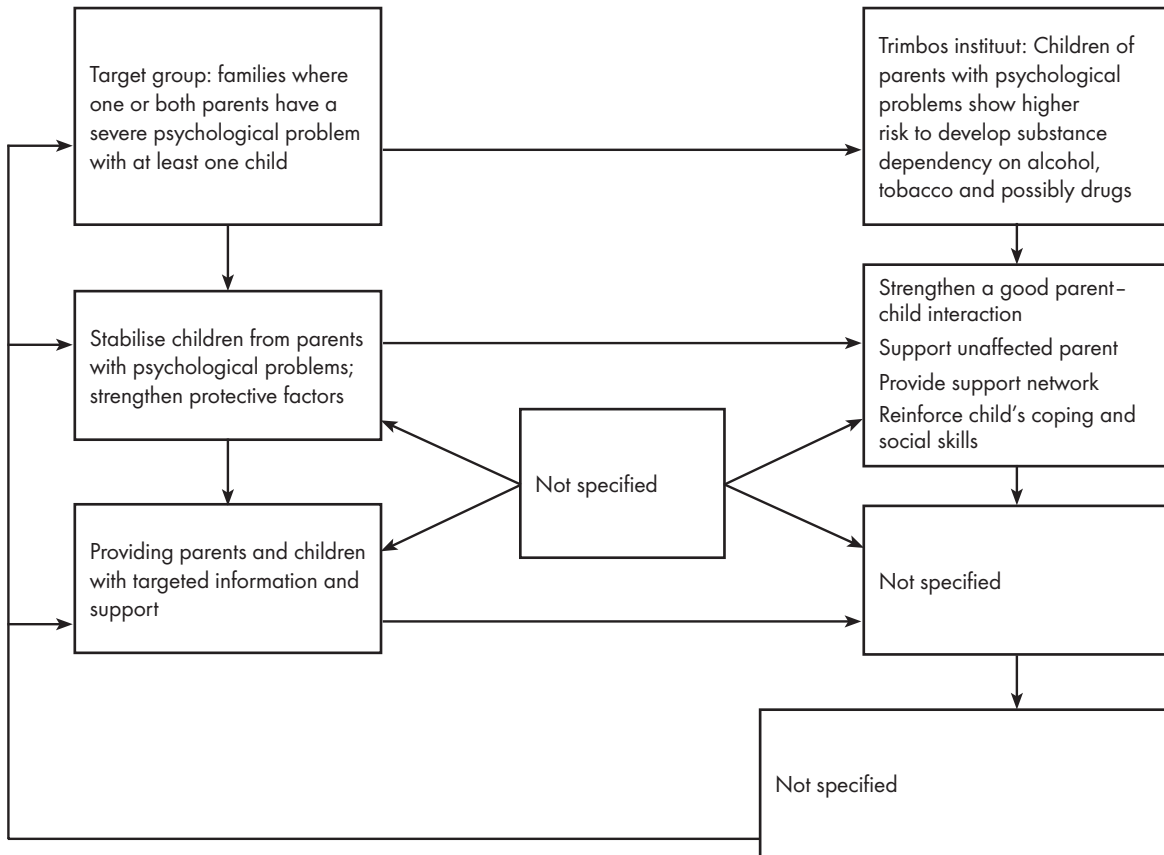 Target group: families where
one or both parents have a
severe psychological problem
with at least one child
Trimbos instituut: Children of
parents with psychological
problems show higher
risk to develop substance
dependency on alcohol,
tobacco and possibly drugs
Stabilise children from parents
with psychological problems;
strengthen protective factors
Strengthen a good parent–
child interaction
Support unaffected parent
Provide support network
Reinforce child’s coping and
social skills
Not specified
Providing parents and children
with targeted information and
support
Not specified
Not specified